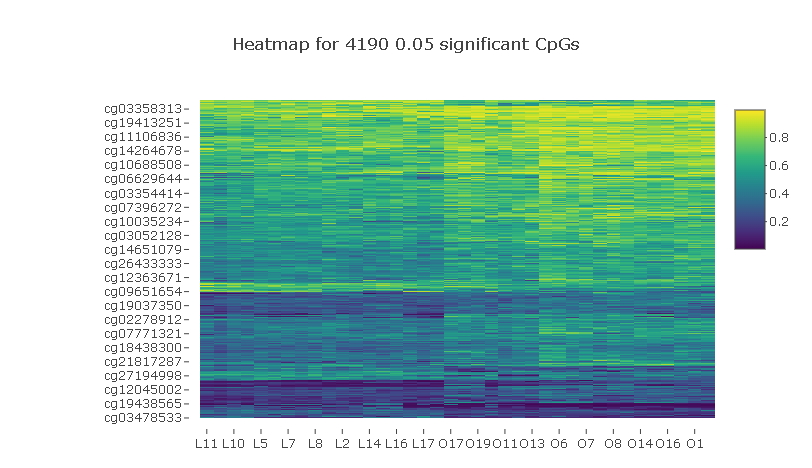 Heatmap for 4190 0.05 significant CpGs
cg03358313
cg19413251
cg11106836
cg14264678
cg10688508
cg06629644
cg03354414
cg07396272
cg10035234
cg03052128
cg14651079
cg26433333
cg12363671
cg09651654
cg19037350
cg02278912
cg07771321
cg18438300
cg21817287
cg27194998
cg12045002
cg19438565
cg03478533
L11 L10 L5 L7 L8 L2 L14 L16 L17 O17 O19 O11 O13 O6 O7 O8 O14 O16 O1
0.8
0.6
0.4
0.2